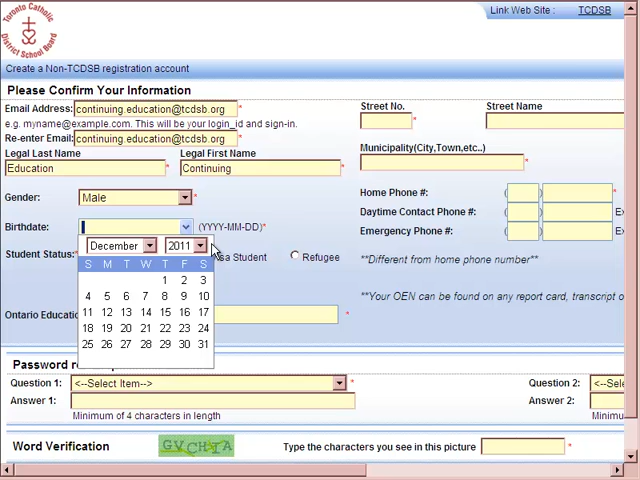 Toronto Catholic
District School Board
Link Web Site : TCDSB
Create a Non-TCDSB registration account
Please Confirm Your Information
Email Address: continuing.education@tcdsb.org *
e.g. myname@example.com. This will be your login_id and sign-in.
Re-enter Email: continuing.education@tcdsb.org *
Legal Last Name Legal First Name
Education * Continuing *
Street No. Street Name
*
Municipality(City,Town,etc..)
*
Gender: Male *
Home Phone #: *
Birthdate: (YYYY-MM-DD)*
Daytime Contact Phone #: Ex
Emergency Phone #: Ex
December 2011
Student Status:* sa Student Refugee
**Different from home phone number**
S M T W T F S
1 2 3
4 5 6 7 8 9 10
11 12 13 14 15 16 17
18 19 20 21 22 23 24
25 26 27 28 29 30 31
**Your OEN can be found on any report card, transcript o
Ontario Educatio
Password r
Question 1: <--Select Item--> *
Question 2: <--Sele
Answer 1:
Answer 2:
Minimum of 4 characters in length
Minimu
Word Verification
Type the characters you see in this picture *